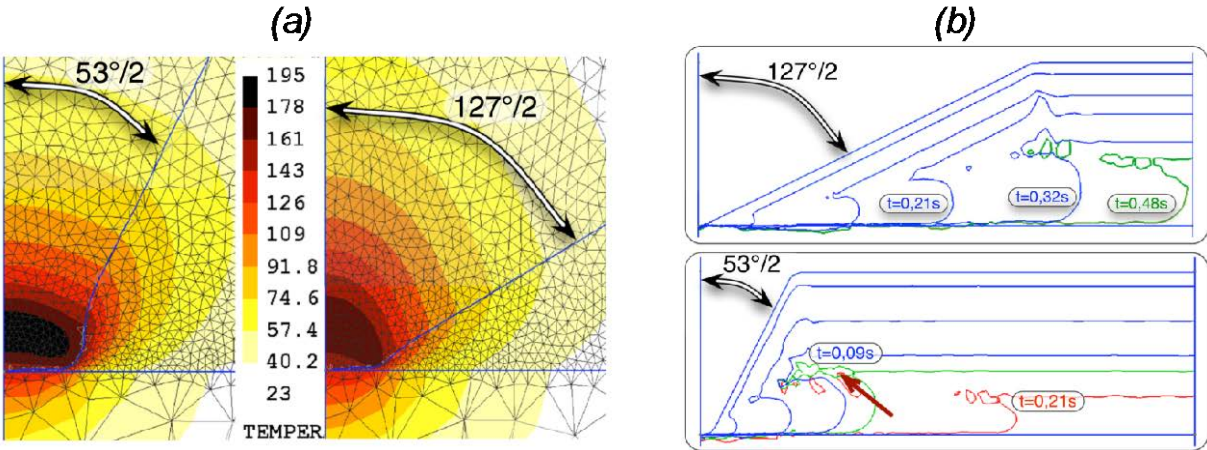 (a)
(b)
53°/2
127°/2
195
178
161
143
126
109
91.8
74.6
57.4
40.2
23
TEMPER
127°/2
t=0,21s
t=0,32s
t=0,48s
53°/2
t=0,09s
t=0,21s